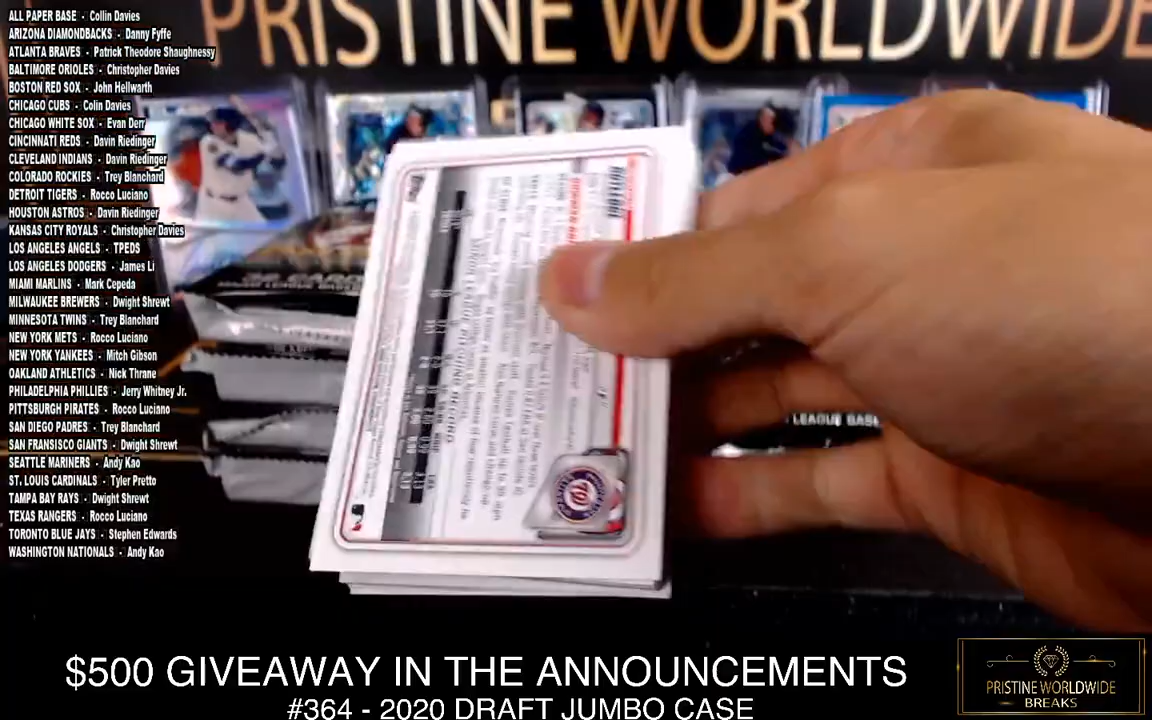 PRISTINE WORLDWIDE
ALL PAPER BASE - Collin Davies
ARIZONA DIAMONDBACKS - Danny Fyffe
ATLANTA BRAVES - Patrick Theodore Shaughnessy
BALTIMORE ORIOLES - Christopher Davies
BOSTON RED SOX - John Hellwarth
CHICAGO CUBS - Colin Davies
CHICAGO WHITE SOX - Evan Derr
CINCINNATI REDS - Davin Riedinger
CLEVELAND INDIANS - Davin Riedinger
COLORADO ROCKIES - Trey Blanchard
DETROIT TIGERS - Rocco Luciano
HOUSTON ASTROS - Davin Riedinger
KANSAS CITY ROYALS - Christopher Davies
LOS ANGELES ANGELS - TPEDS
LOS ANGELES DODGERS - James Li
MIAMI MARLINS - Mark Cepeda
MILWAUKEE BREWERS - Dwight Shrewt
MINNESOTA TWINS - Trey Blanchard
NEW YORK METS - Rocco Luciano
NEW YORK YANKEES - Mitch Gibson
OAKLAND ATHLETICS - Nick Thrane
PHILADELPHIA PHILLIES - Jerry Whitney Jr.
PITTSBURGH PIRATES - Rocco Luciano
SAN DIEGO PADRES - Trey Blanchard
SAN FRANSISCO GIANTS - Dwight Shrewt
SEATTLE MARINERS - Andy Kao
ST. LOUIS CARDINALS - Tyler Pretto
TAMPA BAY RAYS - Dwight Shrewt
TEXAS RANGERS - Rocco Luciano
TORONTO BLUE JAYS - Stephen Edwards
WASHINGTON NATIONALS - Andy Kao
LEAGUE BASE
$500 GIVEAWAY IN THE ANNOUNCEMENTS
#364 - 2020 DRAFT JUMBO CASE
PRISTINE WORLDWIDE
BREAKS